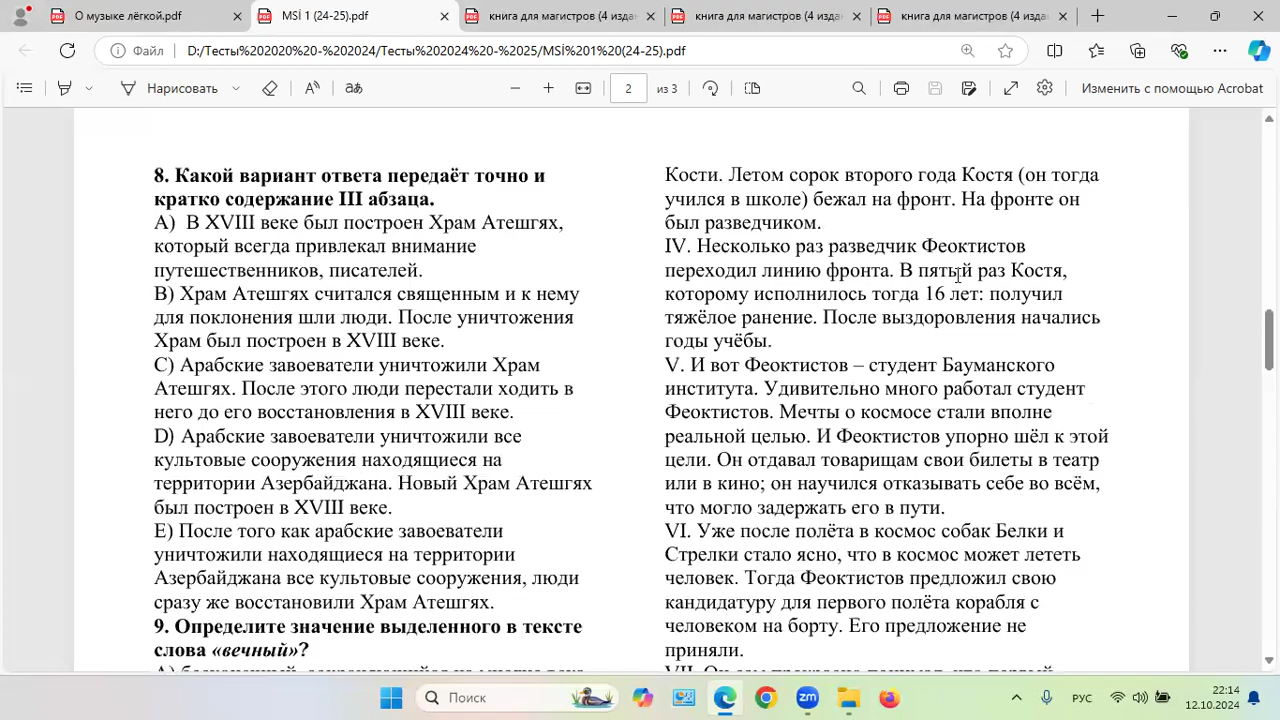 О музыке лёгкой.pdf
MSİ 1 (24-25).pdf
книга для магистров (4 изда
книга для магистров (4 издан
книга для магистров (4 издан
Файл
D:/Тесты%202020%20-%202024/Тесты%202024%20-%2025/MSİ%201%20(24-25).pdf
Нарисовать
аあ
2
из 3
Изменить с помощью Acrobat
8. Какой вариант ответа передаёт точно и
кратко содержание III абзаца.
A) В XVIII веке был построен Храм Атешгях,
который всегда привлекал внимание
путешественников, писателей.
B) Храм Атешгях считался священным и к нему
для поклонения шли люди. После уничтожения
Храм был построен в XVIII веке.
C) Арабские завоеватели уничтожили Храм
Атешгях. После этого люди перестали ходить в
него до его восстановления в XVIII веке.
D) Арабские завоеватели уничтожили все
культовые сооружения находящиеся на
территории Азербайджана. Новый Храм Атешгях
был построен в XVIII веке.
E) После того как арабские завоеватели
уничтожили находящиеся на территории
Азербайджана все культовые сооружения, люди
сразу же восстановили Храм Атешгях.
9. Определите значение выделенного в тексте
слова «вечный»?
Кости. Летом сорок второго года Костя (он тогда
учился в школе) бежал на фронт. На фронте он
был разведчиком.
IV. Несколько раз разведчик Феоктистов
переходил линию фронта. В пятый раз Костя,
которому исполнилось тогда 16 лет: получил
тяжёлое ранение. После выздоровления начались
годы учёбы.
V. И вот Феоктистов – студент Бауманского
института. Удивительно много работал студент
Феоктистов. Мечты о космосе стали вполне
реальной целью. И Феоктистов упорно шёл к этой
цели. Он отдавал товарищам свои билеты в театр
или в кино; он научился отказывать себе во всём,
что могло задержать его в пути.
VI. Уже после полёта в космос собак Белки и
Стрелки стало ясно, что в космос может лететь
человек. Тогда Феоктистов предложил свою
кандидатуру для первого полёта корабля с
человеком на борту. Его предложение не
приняли.
Поиск
zm
РУС
22:14
12.10.2024